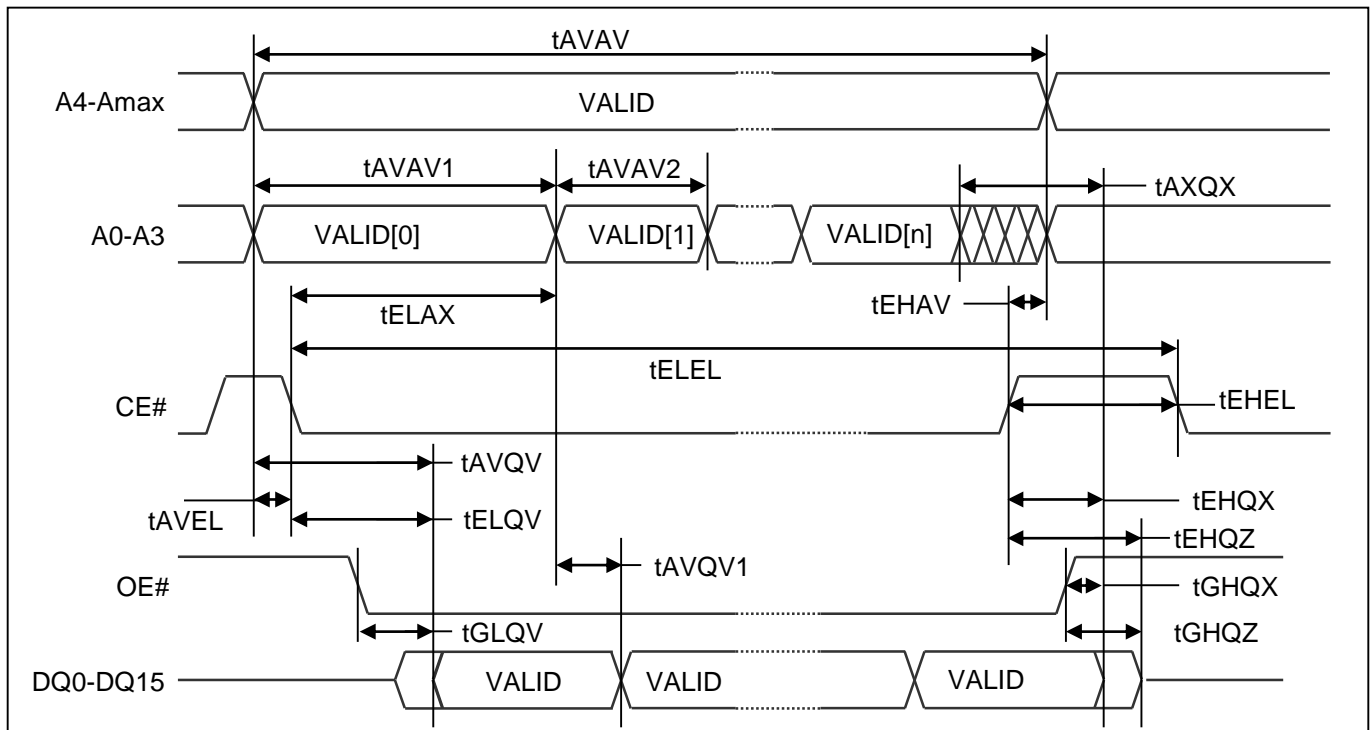 tAVAV
A4-Amax
VALID
tAVAV1
tAVAV2
tAXQX
A0-A3
VALID[0]
VALID[1]
VALID[n]
tELAX
tEHAV
tELEL
CE#
tEHEL
tAVQV
tAVEL
tELQV
tEHQX
tEHQZ
OE#
tAVQV1
tGHQX
tGLQV
tGHQZ
DQ0-DQ15
VALID
VALID
VALID